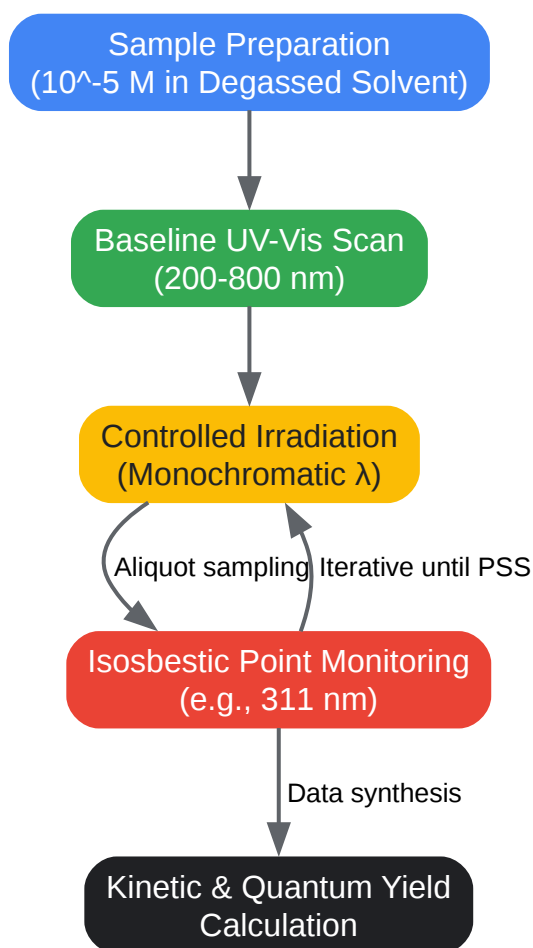 Sample Preparation
(10^-5 M in Degassed Solvent)
Baseline UV-Vis Scan
(200-800 nm)
Controlled Irradiation
(Monochromatic λ)
Aliquot sampling
Iterative until PSS
Isosbestic Point Monitoring
(e.g., 311 nm)
Data synthesis
Kinetic & Quantum Yield
Calculation